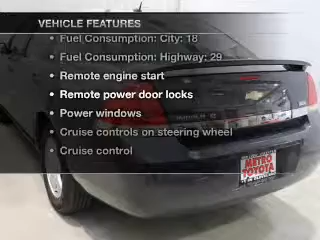 VEHICLE FEATURES
• Fuel Consumption: City: 18
• Fuel Consumption: Highway: 29
• Remote engine start
• Remote power door locks
• Power windows
• Cruise controls on steering wheel
• Cruise control
METRO
TOYOTA